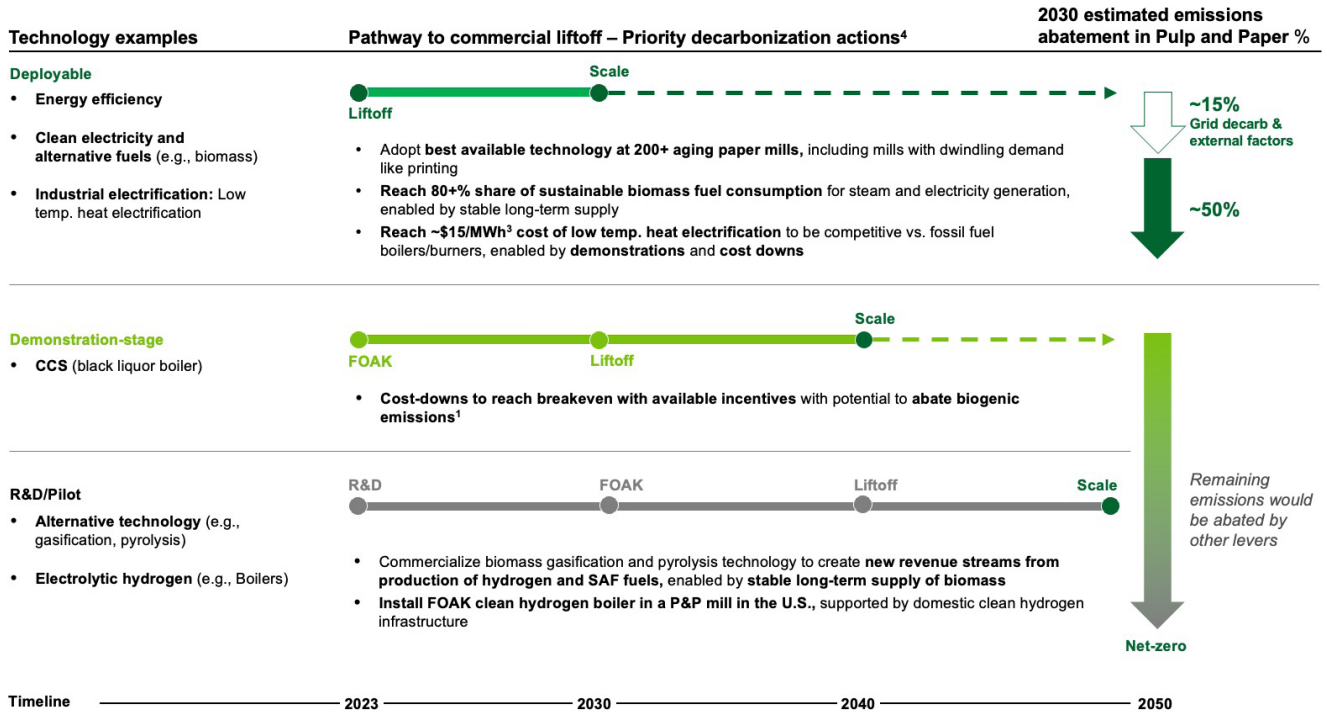 Technology examples
Pathway to commercial liftoff – Priority decarbonization actions⁴
2030 estimated emissions
abatement in Pulp and Paper %
Deployable
• Energy efficiency
• Clean electricity and
alternative fuels (e.g., biomass)
• Industrial electrification: Low
temp. heat electrification
Scale
Liftoff
• Adopt best available technology at 200+ aging paper mills, including mills with dwindling demand
like printing
• Reach 80+% share of sustainable biomass fuel consumption for steam and electricity generation,
enabled by stable long-term supply
• Reach ~$15/MWh³ cost of low temp. heat electrification to be competitive vs. fossil fuel
boilers/burners, enabled by demonstrations and cost downs
~15%
Grid decarb &
external factors
~50%
Demonstration-stage
• CCS (black liquor boiler)
Scale
FOAK
Liftoff
• Cost-downs to reach breakeven with available incentives with potential to abate biogenic
emissions¹
R&D/Pilot
• Alternative technology (e.g.,
gasification, pyrolysis)
• Electrolytic hydrogen (e.g., Boilers)
R&D
FOAK
Liftoff
Scale
• Commercialize biomass gasification and pyrolysis technology to create new revenue streams from
production of hydrogen and SAF fuels, enabled by stable long-term supply of biomass
• Install FOAK clean hydrogen boiler in a P&P mill in the U.S., supported by domestic clean hydrogen
infrastructure
Remaining
emissions would
be abated by
other levers
Net-zero
Timeline
2023
2030
2040
2050